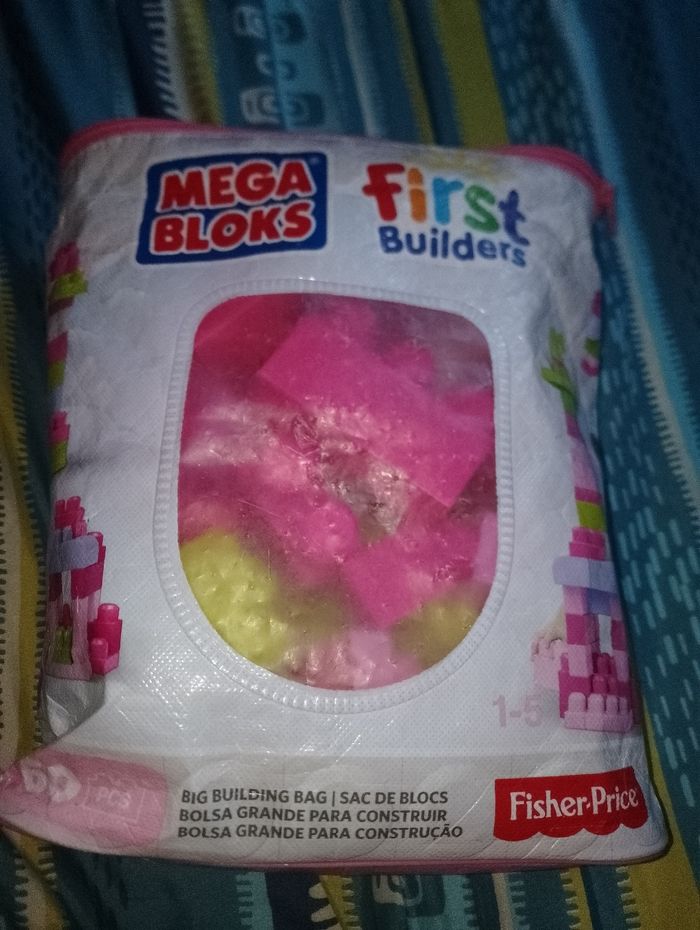 MEGA
BLOKS
First
Builders
1-5
BIG BUILDING BAG | SAC DE BLOCS
BOLSA GRANDE PARA CONSTRUIR
BOLSA GRANDE PARA CONSTRUÇÃO
Fisher-Price